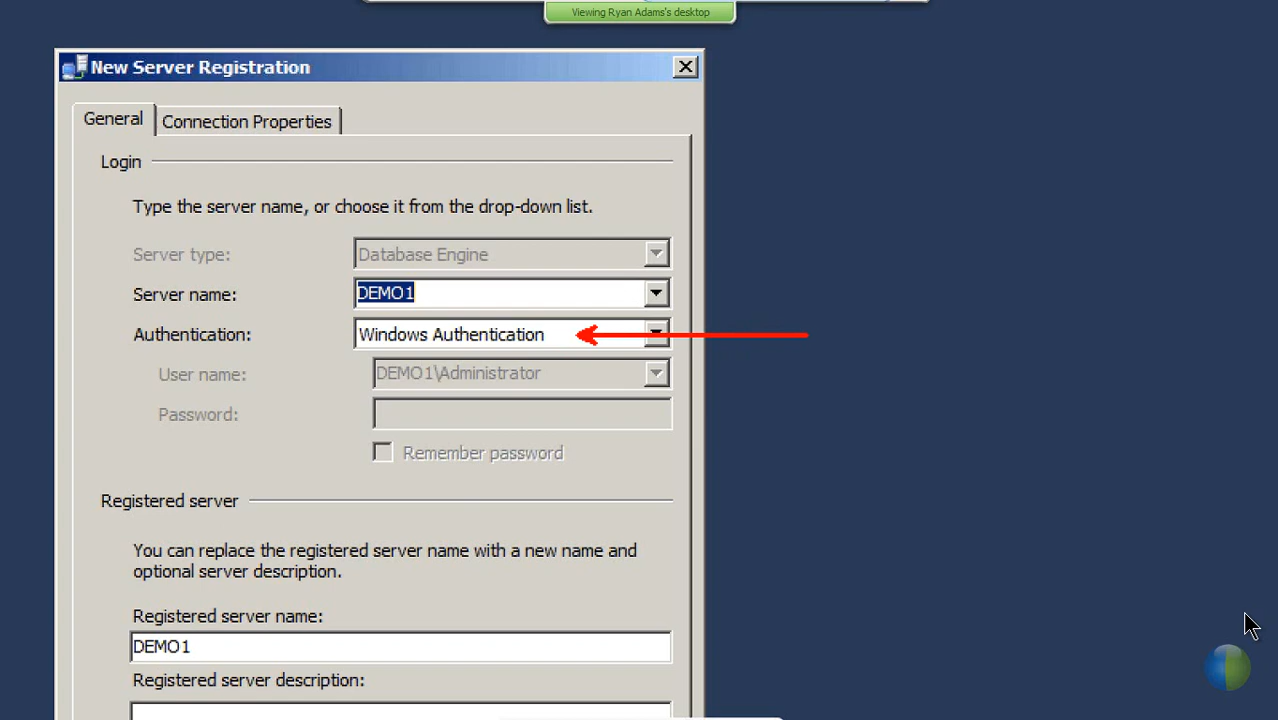 Viewing Ryan Adams's desktop
New Server Registration
General
Connection Properties
Login
Type the server name, or choose it from the drop-down list.
Server type:
Database Engine
Server name:
DEMO1
Authentication:
Windows Authentication
User name:
DEMO1\Administrator
Password:
Remember password
Registered server
You can replace the registered server name with a new name and
optional server description.
Registered server name:
DEMO1
Registered server description: